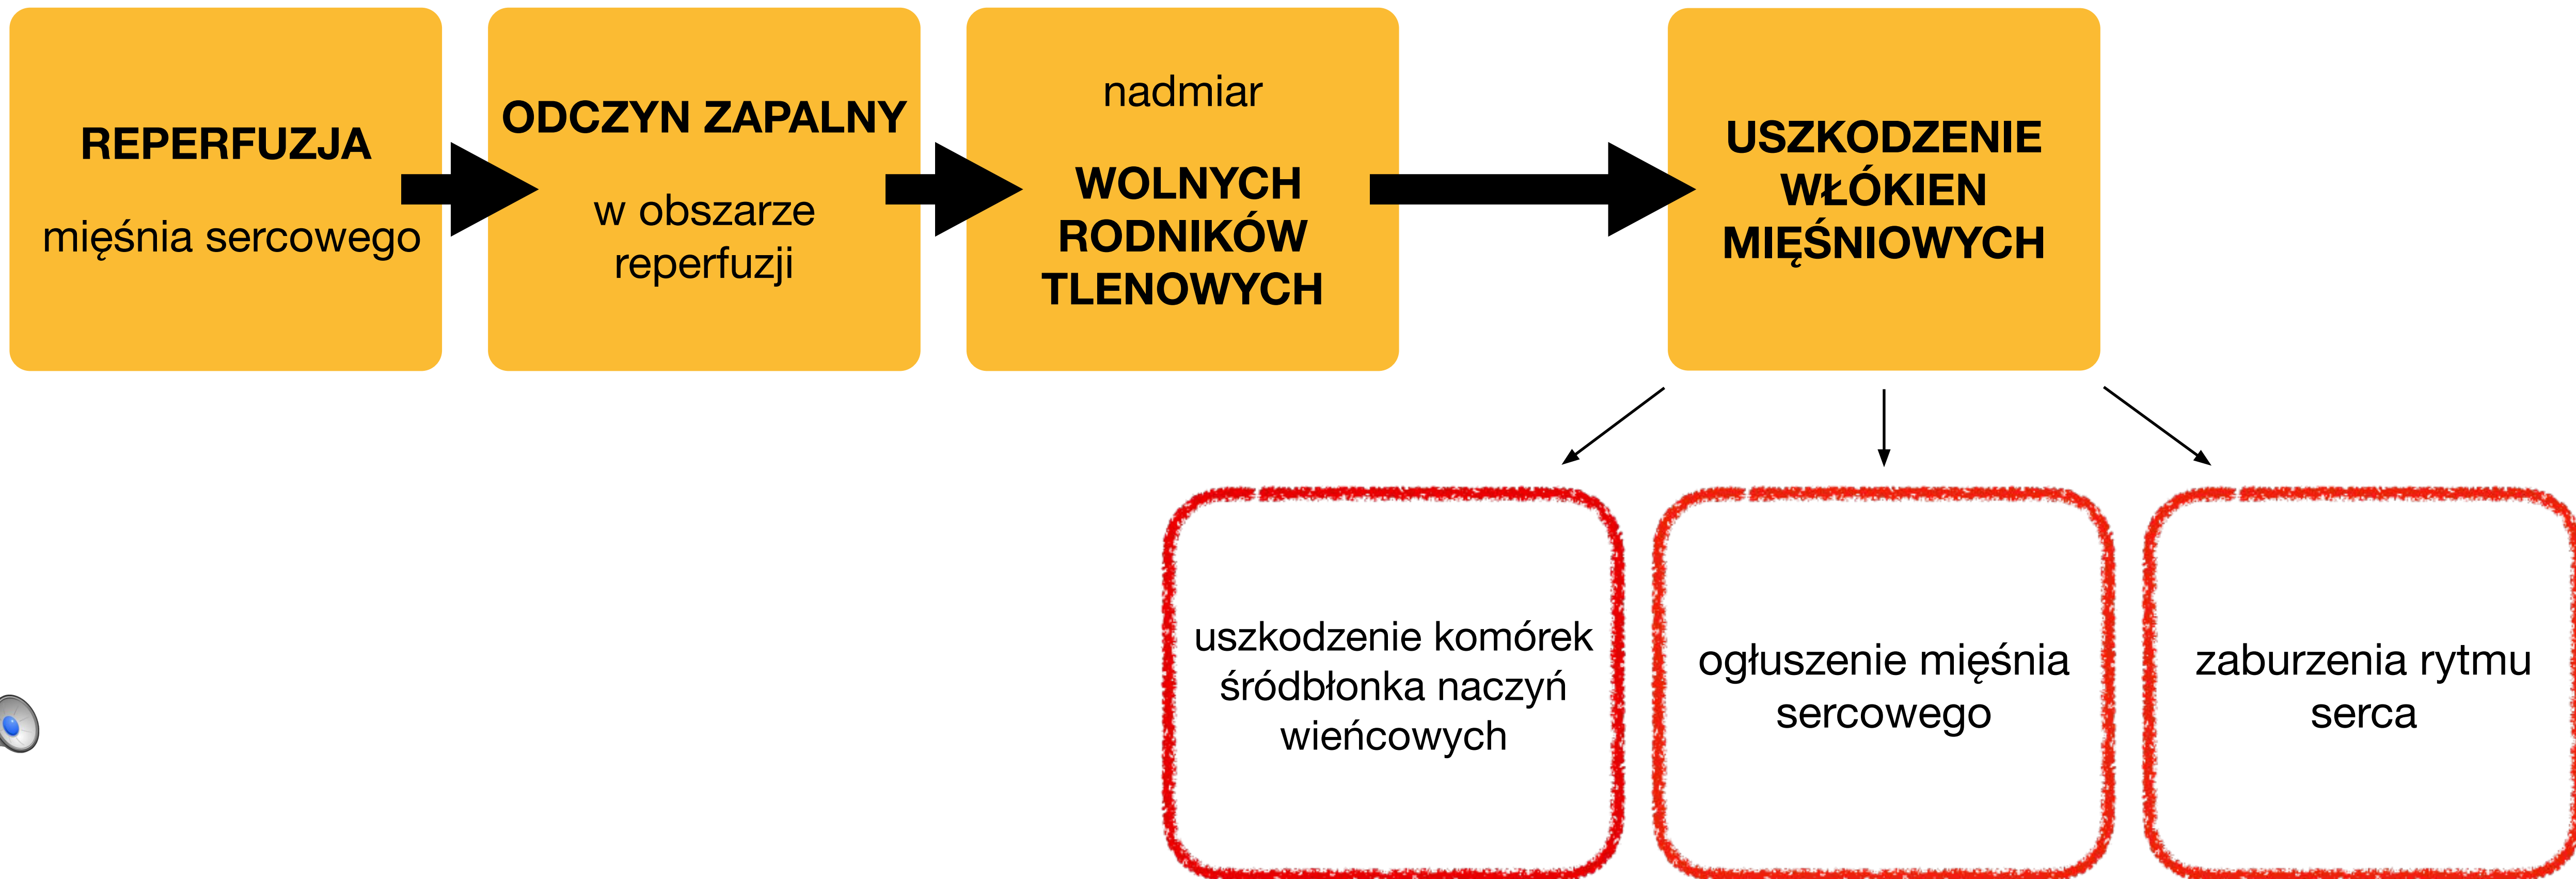 REPERFUZJA
mięśnia sercowego
ODCZYN ZAPALNY
w obszarze
reperfuzji
nadmiar
WOLNYCH
RODNIKÓW
TLENOWYCH
USZKODZENIE
WŁÓKIEN
MIĘŚNIOWYCH
uszkodzenie komórek
śródbłonka naczyń
wieńcowych
ogłuszenie mięśnia
sercowego
zaburzenia rytmu
serca